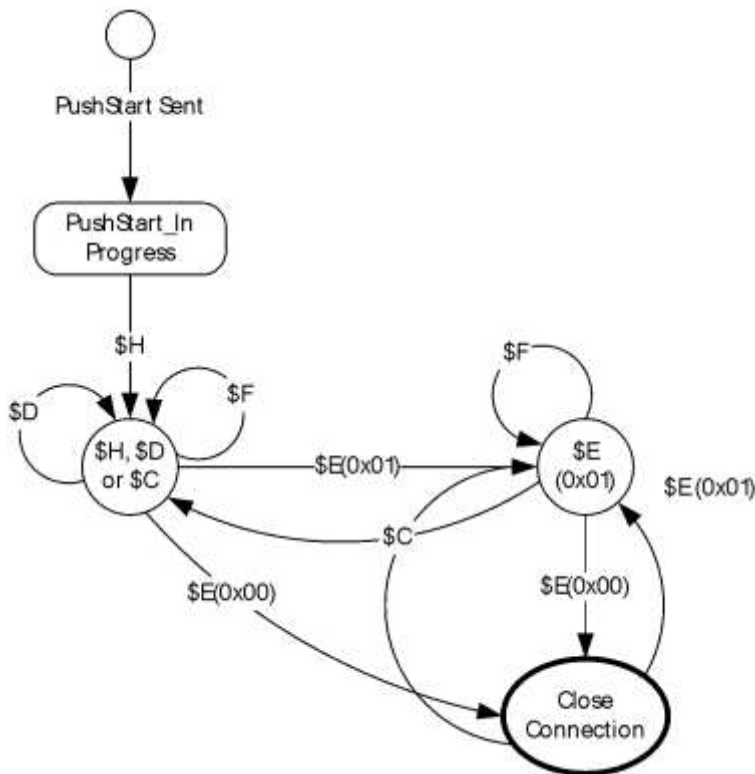 PushStart Sent
PushStart_In
Progress
$H
$D
$F
$F
$H, $D
or $C
$E(0x01)
$E
(0x01)
$E(0x01)
$C
$E(0x00)
$E(0x00)
Close
Connection